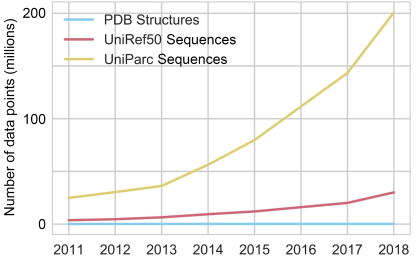 Number of data points (millions)
200
100
0
PDB Structures
UniRef50 Sequences
UniParc Sequences
2011 2012 2013 2014 2015 2016 2017 2018